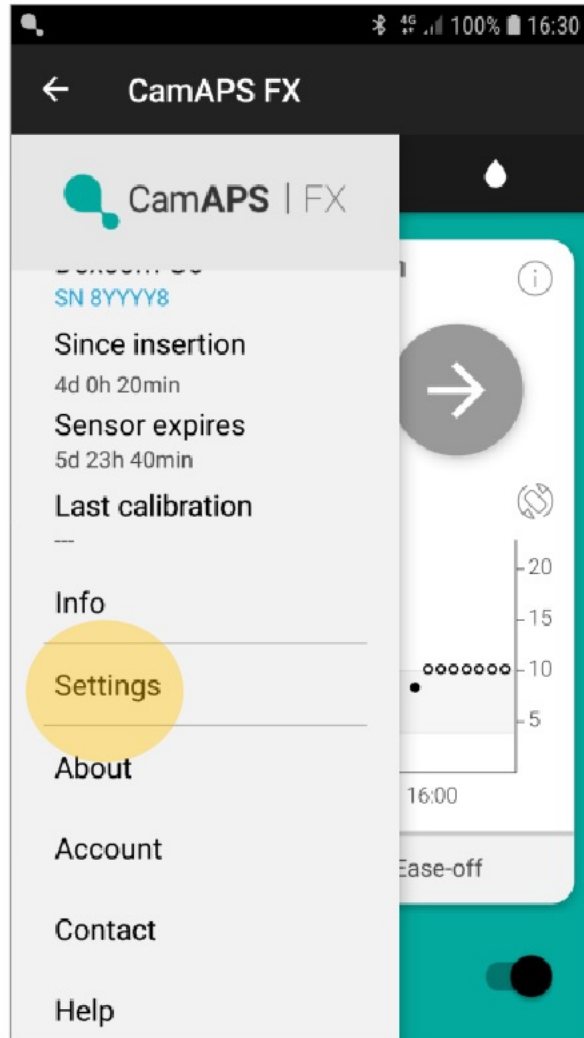 4G 100% 16:30
CamAPS FX
CamAPS | FX
SN 8YYYY8
Since insertion
4d 0h 20min
Sensor expires
5d 23h 40min
Last calibration
---
Info
Settings
About
Account
Contact
Help
20
15
10
5
16:00
Ease-off